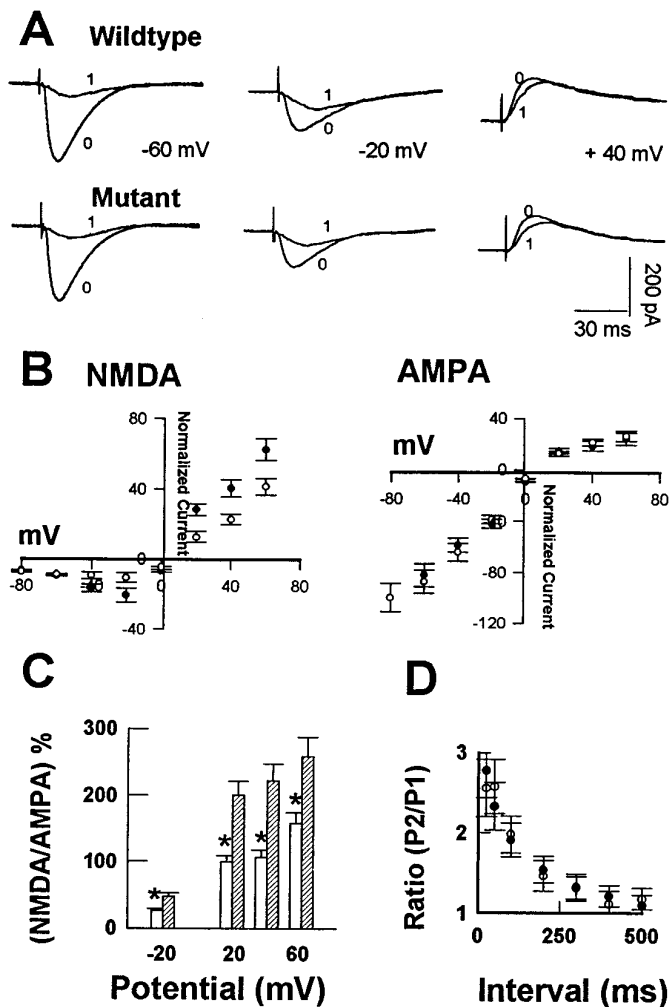 A
Wildtype
1
0
-60 mV
1
0
-20 mV
0
1
+ 40 mV
Mutant
1
0
1
0
0
1
200 pA
30 ms
B
NMDA
AMPA
80
40
0
-40
-80
-40
0
40
80
mV
Normalized Current
40
0
-80
-120
-80
-40
0
40
80
mV
Normalized Current
C
300
200
100
0
(NMDA/AMPA) %
*
*
*
*
-20
20
40
60
Potential (mV)
D
3
2
1
Ratio (P2/P1)
0
250
500
Interval (ms)